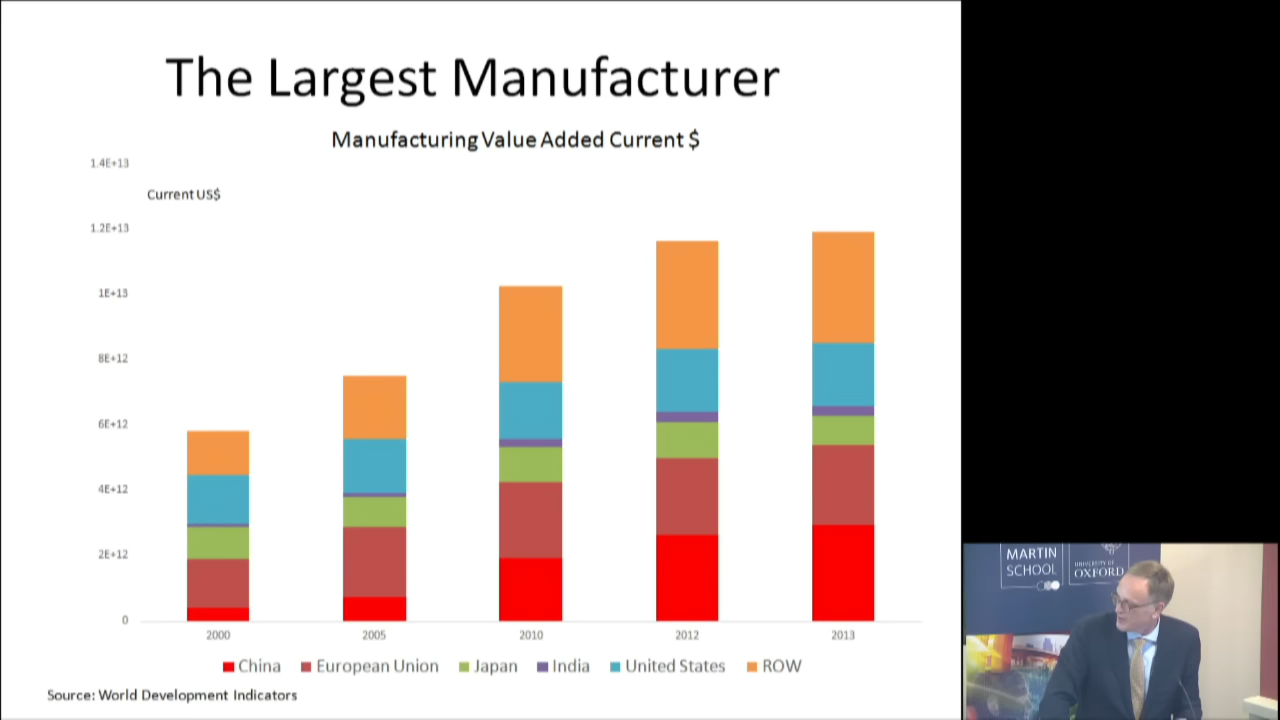 The Largest Manufacturer
Manufacturing Value Added Current $
1.4E+13
Current US$
1.2E+13
1E+13
8E+12
6E+12
4E+12
2E+12
0
2000 2005 2010 2012 2013
China European Union Japan India United States ROW
Source: World Development Indicators
MARTIN
SCHOOL
UNIVERSITY OF
OXFORD